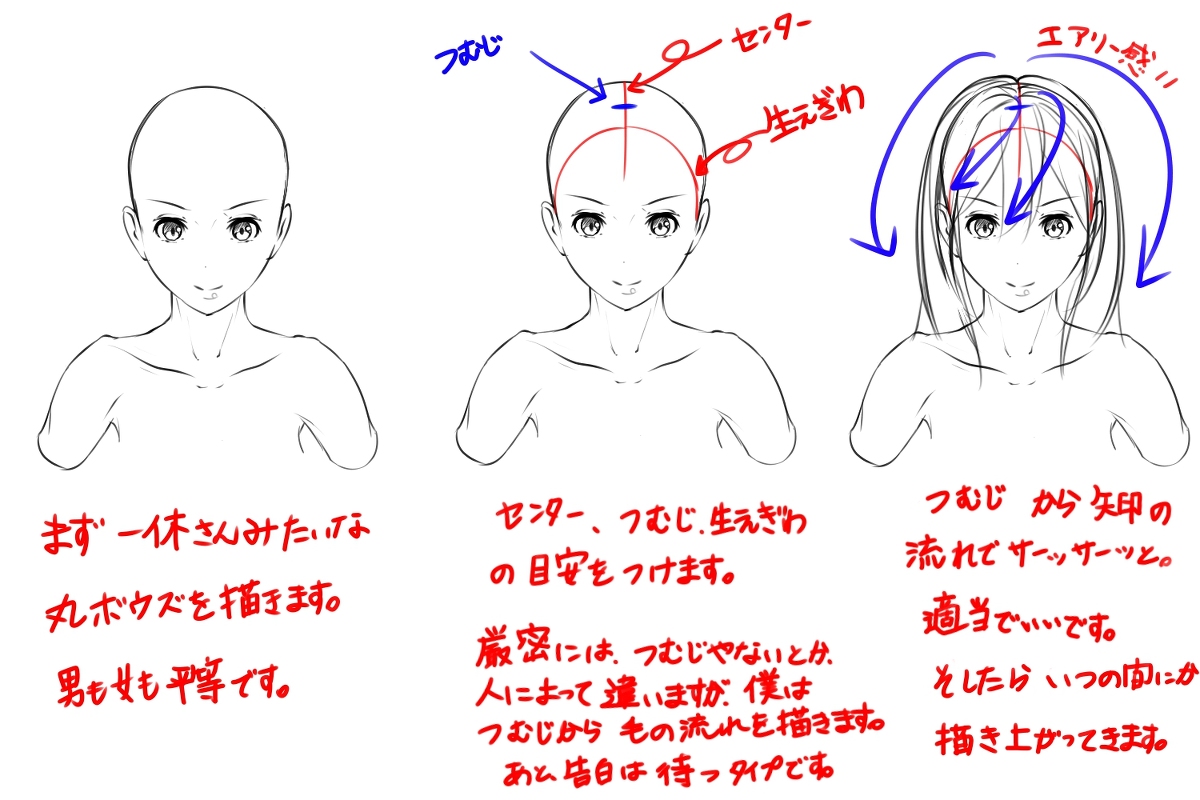 つむじ
センター
生えぎわ
エアリー感!!
まず一休さんみたいな
丸ボウズを描きます。
男も女も平等です。
センター、つむじ、生えぎわ
の目安をつけます。
厳密には、つむじゃないとか、
人によって違いますが、僕は
つむじから毛の流れを描きます。
あと、告白は待つタイプです。
つむじから矢印の
流れでサーッサーッと。
適当でいいです。
そしたらいつの間にか
描き上がってきます。